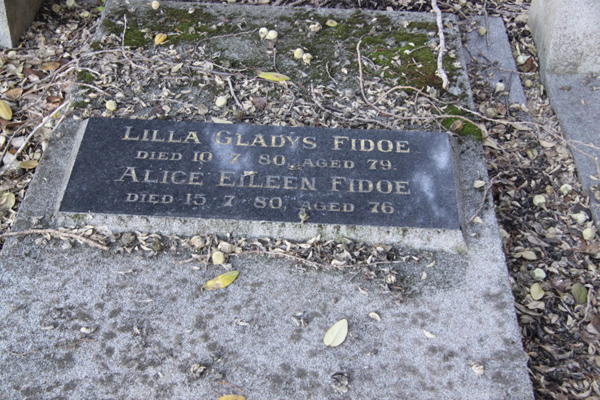 LILLA GLADYS FIDOE
DIED 10·7·80, AGED 79.
ALICE EILEEN FIDOE
DIED 15·7·80, AGED 76